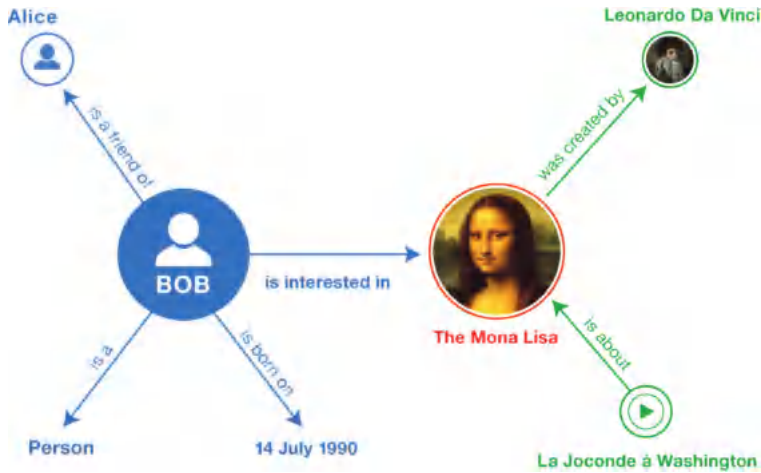 Alice
Leonardo Da Vinci
is a friend of
was created by
BOB
is interested in
The Mona Lisa
is a
is born on
is about
Person
14 July 1990
La Joconde à Washington